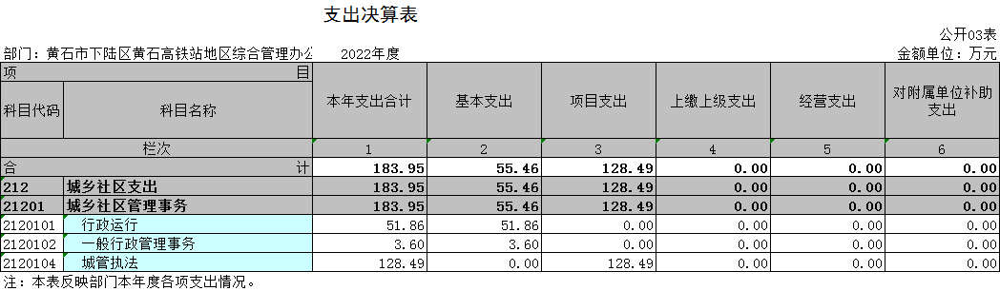 支出决算表
公开03表
部门：黄石市下陆区黄石高铁站地区综合管理办公 2022年度 金额单位：万元
项 目 本年支出合计 基本支出 项目支出 上缴上级支出 经营支出 对附属单位补助支出
科目代码 科目名称
栏次 1 2 3 4 5 6
合 计 183.95 55.46 128.49 0.00 0.00 0.00
212 城乡社区支出 183.95 55.46 128.49 0.00 0.00 0.00
21201 城乡社区管理事务 183.95 55.46 128.49 0.00 0.00 0.00
2120101 行政运行 51.86 51.86 0.00 0.00 0.00 0.00
2120102 一般行政管理事务 3.60 3.60 0.00 0.00 0.00 0.00
2120104 城管执法 128.49 0.00 128.49 0.00 0.00 0.00
注：本表反映部门本年度各项支出情况。